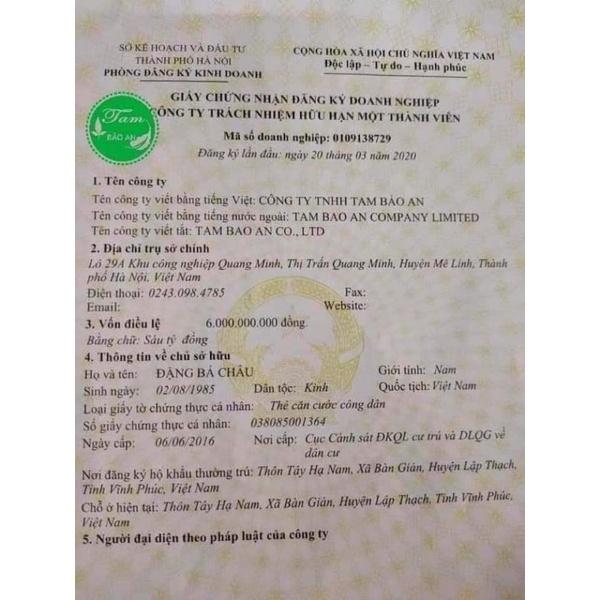 SỞ KẾ HOẠCH VÀ ĐẦU TƯ
THÀNH PHỐ HÀ NỘI
PHÒNG ĐĂNG KÝ KINH DOANH
CỘNG HÒA XÃ HỘI CHỦ NGHĨA VIỆT NAM
Độc lập – Tự do – Hạnh phúc
GIẤY CHỨNG NHẬN ĐĂNG KÝ DOANH NGHIỆP
CÔNG TY TRÁCH NHIỆM HỮU HẠN MỘT THÀNH VIÊN
Tam
BẢO AN
Mã số doanh nghiệp: 0109138729
Đăng ký lần đầu: ngày 20 tháng 03 năm 2020
1. Tên công ty
Tên công ty viết bằng tiếng Việt: CÔNG TY TNHH TAM BẢO AN
Tên công ty viết bằng tiếng nước ngoài: TAM BAO AN COMPANY LIMITED
Tên công ty viết tắt: TAM BAO AN CO., LTD
2. Địa chỉ trụ sở chính
Lô 29A Khu công nghiệp Quang Minh, Thị Trấn Quang Minh, Huyện Mê Linh, Thành
phố Hà Nội, Việt Nam
Điện thoại: 0243.098.4785 Fax:
Email: Website:
3. Vốn điều lệ 6.000.000.000 đồng.
Bằng chữ: Sáu tỷ đồng
4. Thông tin về chủ sở hữu
Họ và tên: ĐẶNG BÁ CHÂU Giới tính: Nam
Sinh ngày: 02/08/1985 Dân tộc: Kinh Quốc tịch: Việt Nam
Loại giấy tờ chứng thực cá nhân: Thẻ căn cước công dân
Số giấy chứng thực cá nhân: 038085001364
Ngày cấp: 06/06/2016 Nơi cấp: Cục Cảnh sát ĐKQL cư trú và DLQG về
dân cư
Nơi đăng ký hộ khẩu thường trú: Thôn Tây Hạ Nam, Xã Bàn Giản, Huyện Lập Thạch,
Tỉnh Vĩnh Phúc, Việt Nam
Chỗ ở hiện tại: Thôn Tây Hạ Nam, Xã Bàn Giản, Huyện Lập Thạch, Tỉnh Vĩnh Phúc,
Việt Nam
5. Người đại diện theo pháp luật của công ty